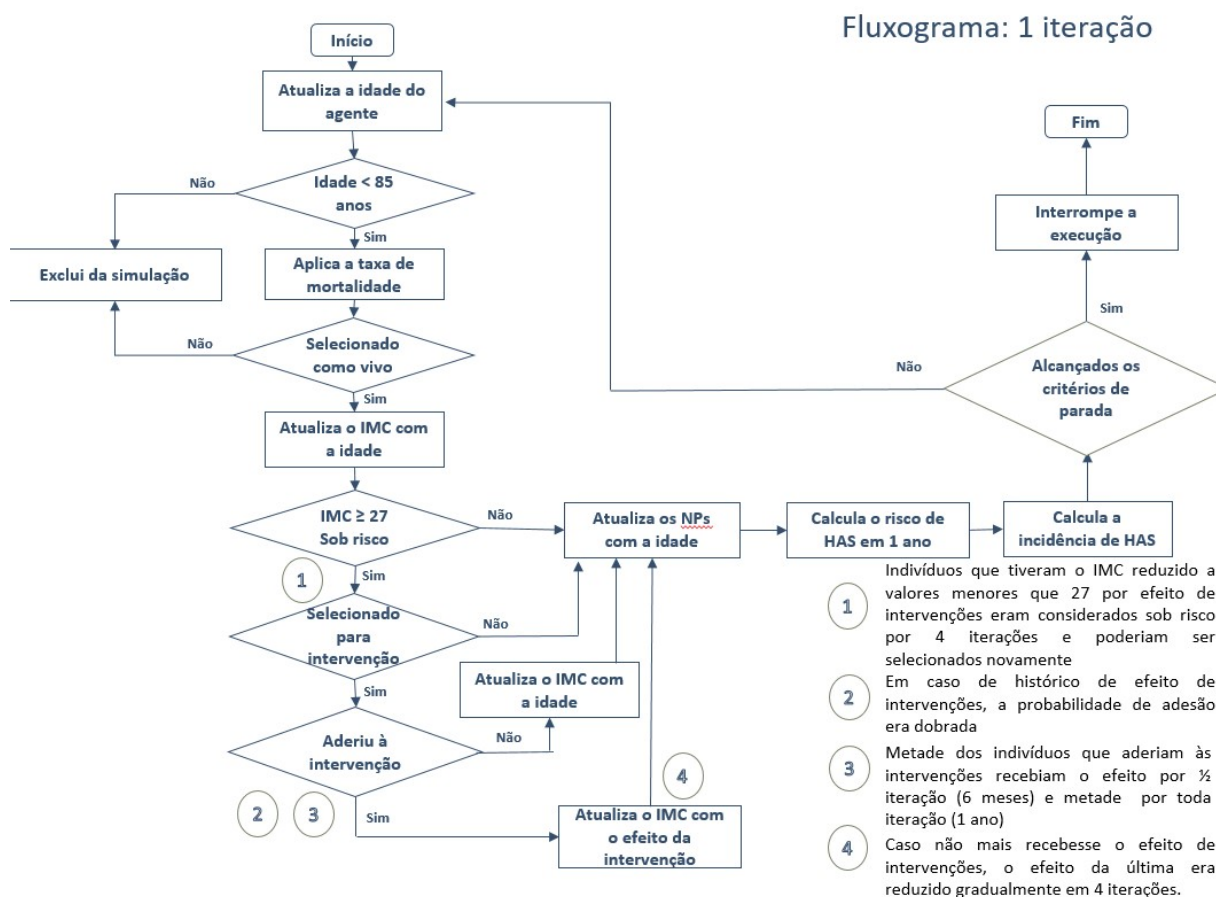 Fluxograma: 1 iteração
Início
Atualiza a idade do
agente
Idade < 85
anos
Não
Sim
Exclui da simulação
Aplica a taxa de
mortalidade
Selecionado
como vivo
Não
Sim
Atualiza o IMC com
a idade
IMC ≥ 27
Sob risco
Não
1
Sim
Selecionado
para
intervenção
Não
Sim
Atualiza o IMC com
a idade
Aderiu à
intervenção
Não
2
3
Sim
Atualiza o IMC com
o efeito da
intervenção
4
Atualiza os NPs
com a idade
Calcula o risco de
HAS em 1 ano
Calcula a
incidência de HAS
Alcançados os
critérios de
parada
Não
Sim
Interrompe a
execução
Fim
1
Indivíduos que tiveram o IMC reduzido a
valores menores que 27 por efeito de
intervenções eram considerados sob risco
por 4 iterações e poderiam ser
selecionados novamente
2
Em caso de histórico de efeito de
intervenções, a probabilidade de adesão
era dobrada
3
Metade dos indivíduos que aderiam às
intervenções recebiam o efeito por ½
iteração (6 meses) e metade por toda
iteração (1 ano)
4
Caso não mais recebesse o efeito de
intervenções, o efeito da última era
reduzido gradualmente em 4 iterações.